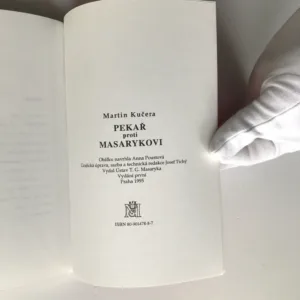 Martin Kučera
PEKAŘ
proti
MASARYKOVI
Obálku navrhla Anna
Grafická úprava, sazba a technická redakce Josef Tichý
Vydal Ústav T. G. Masaryka
Vydání první
Praha 1995
ISBN